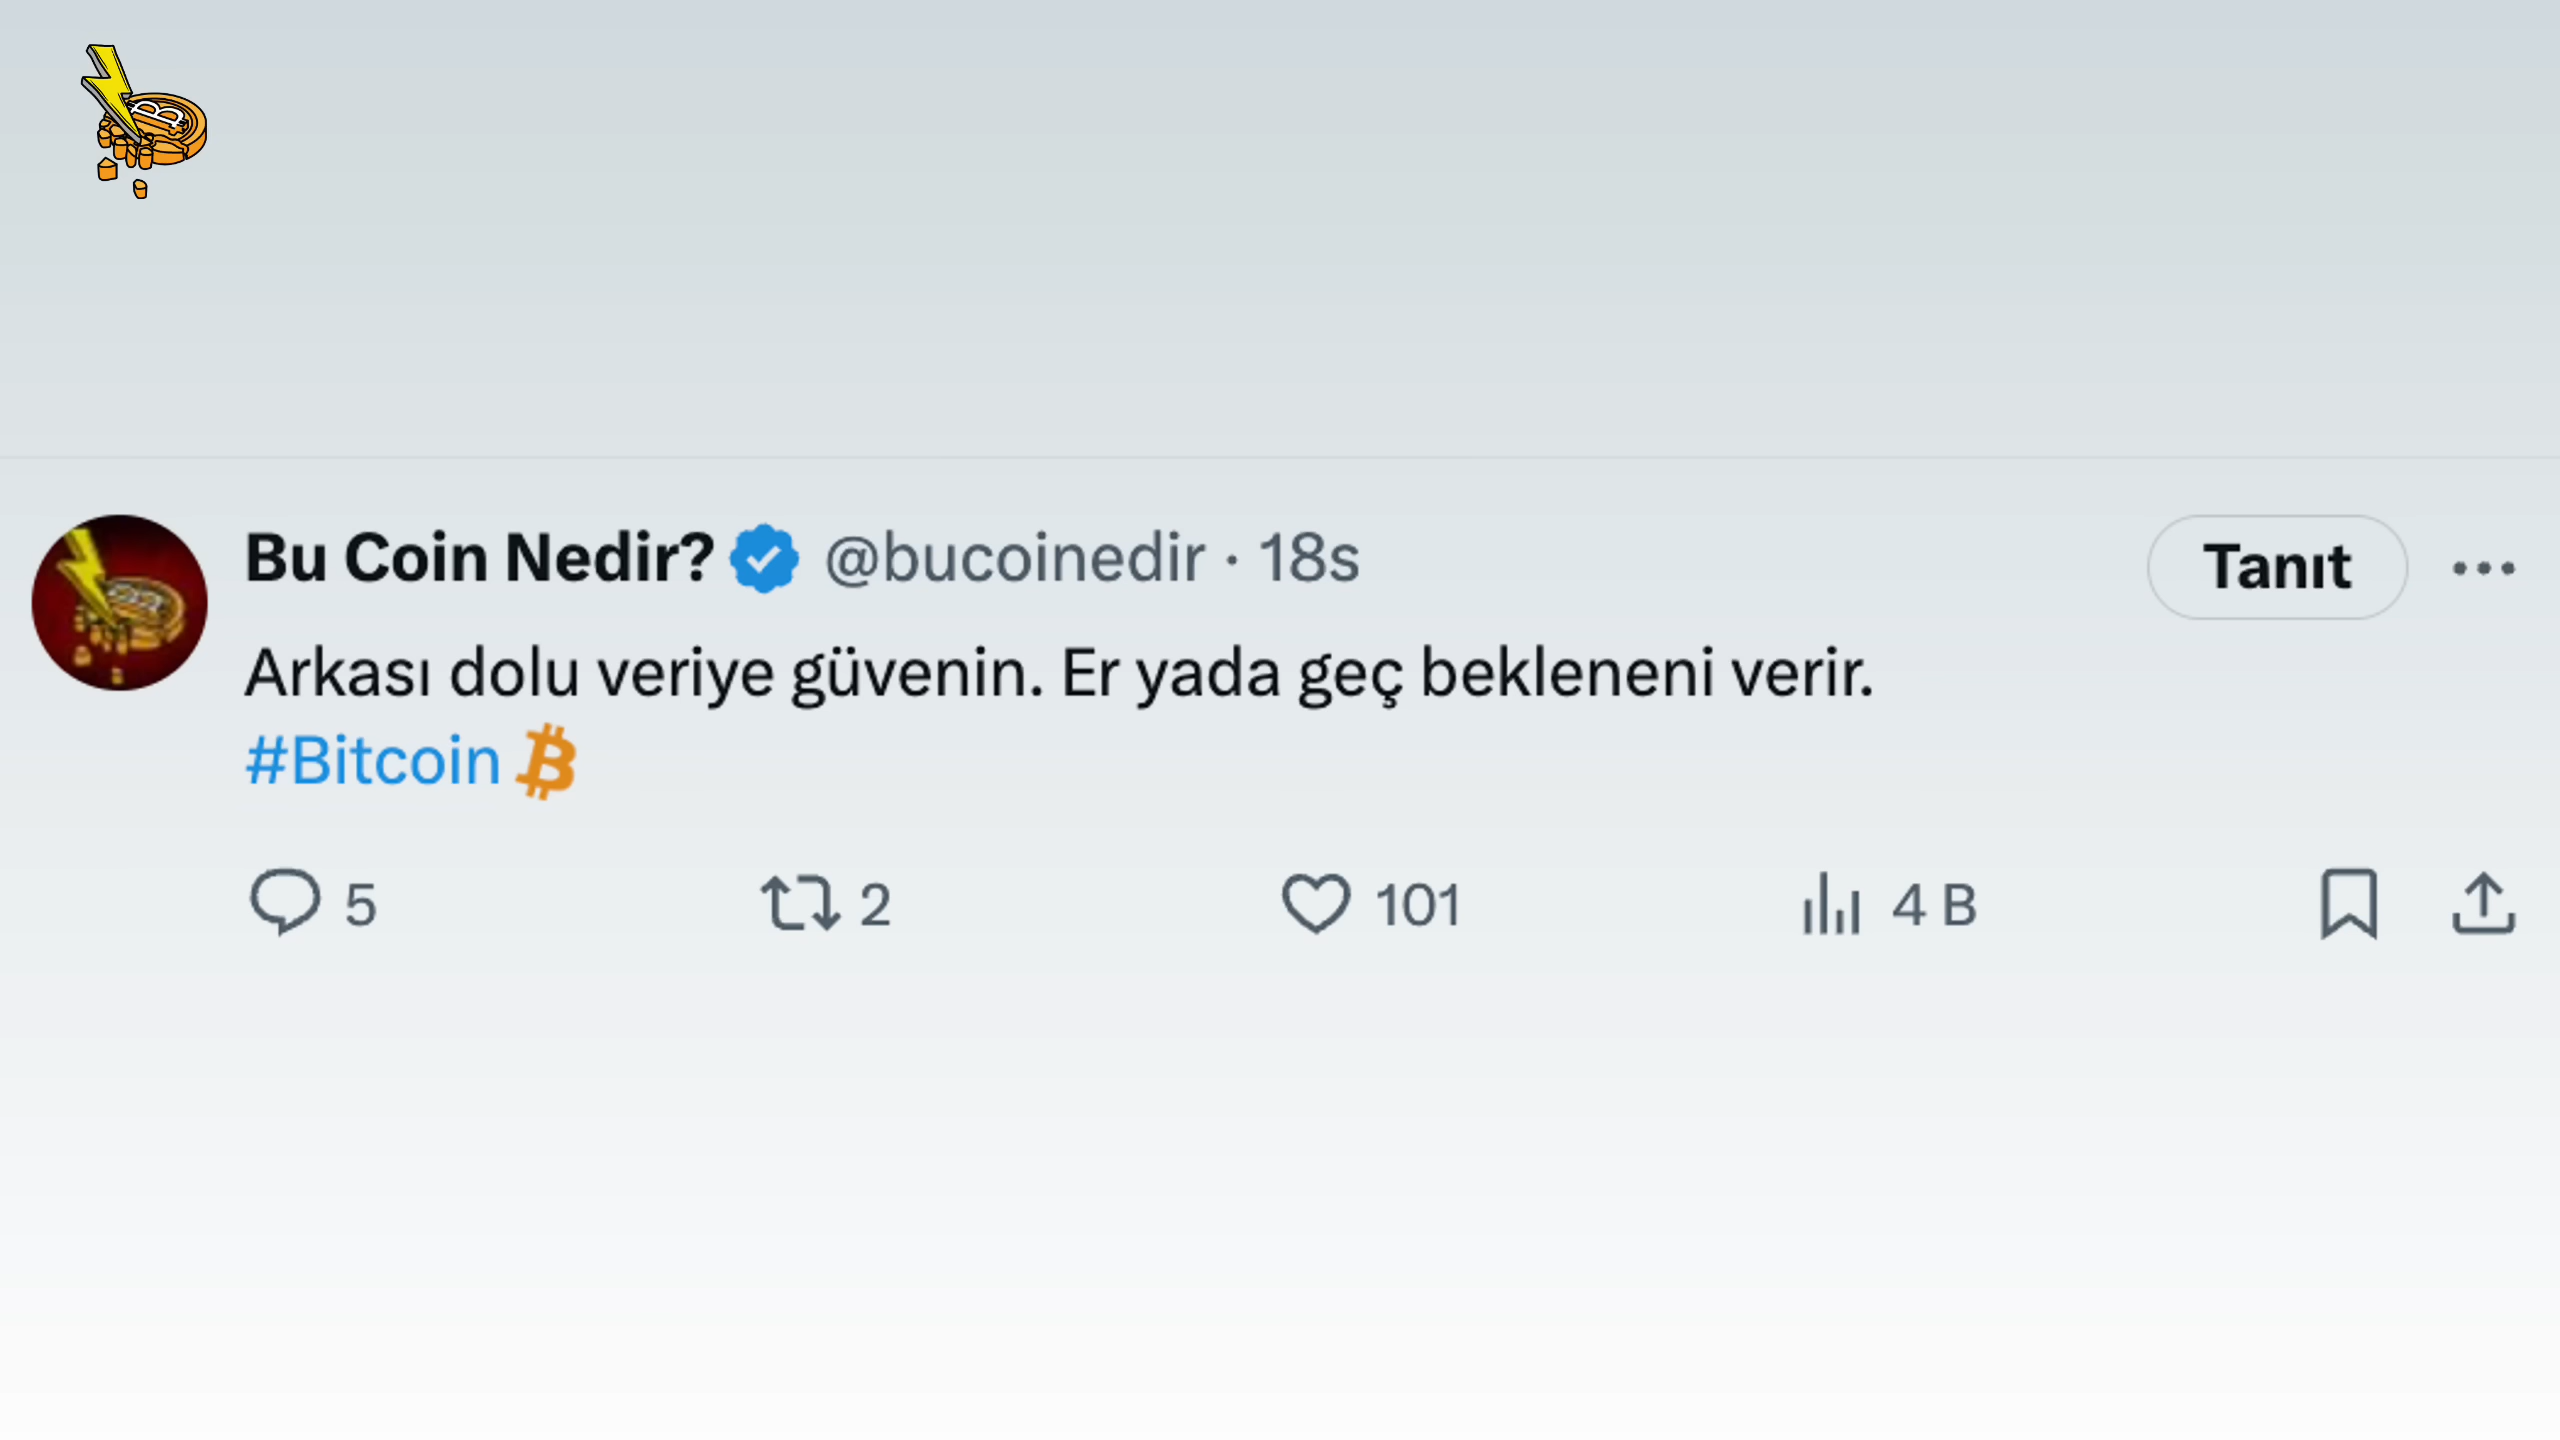 Bu Coin Nedir? @bucoinedir · 18s
Tanıt
Arkası dolu veriye güvenin. Er yada geç bekleneni verir.
#Bitcoin
5 2 101 4 B